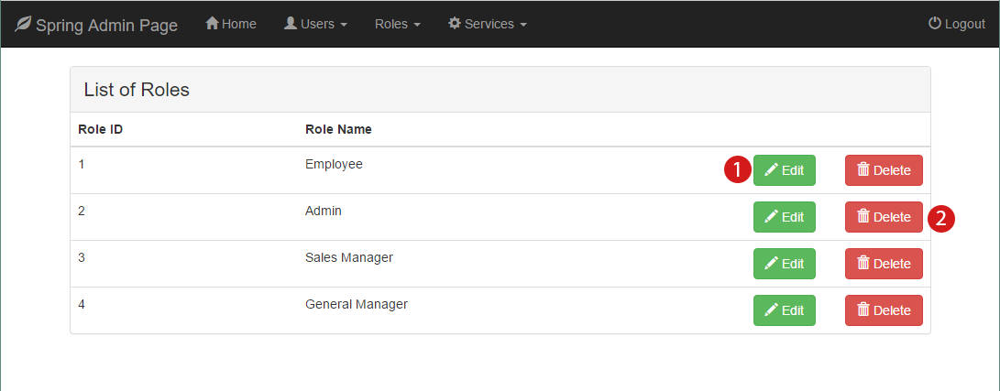 Spring Admin Page Home Users Roles Services Logout
List of Roles
Role ID Role Name
1 Employee 1 Edit Delete
2 Admin Edit Delete 2
3 Sales Manager Edit Delete
4 General Manager Edit Delete